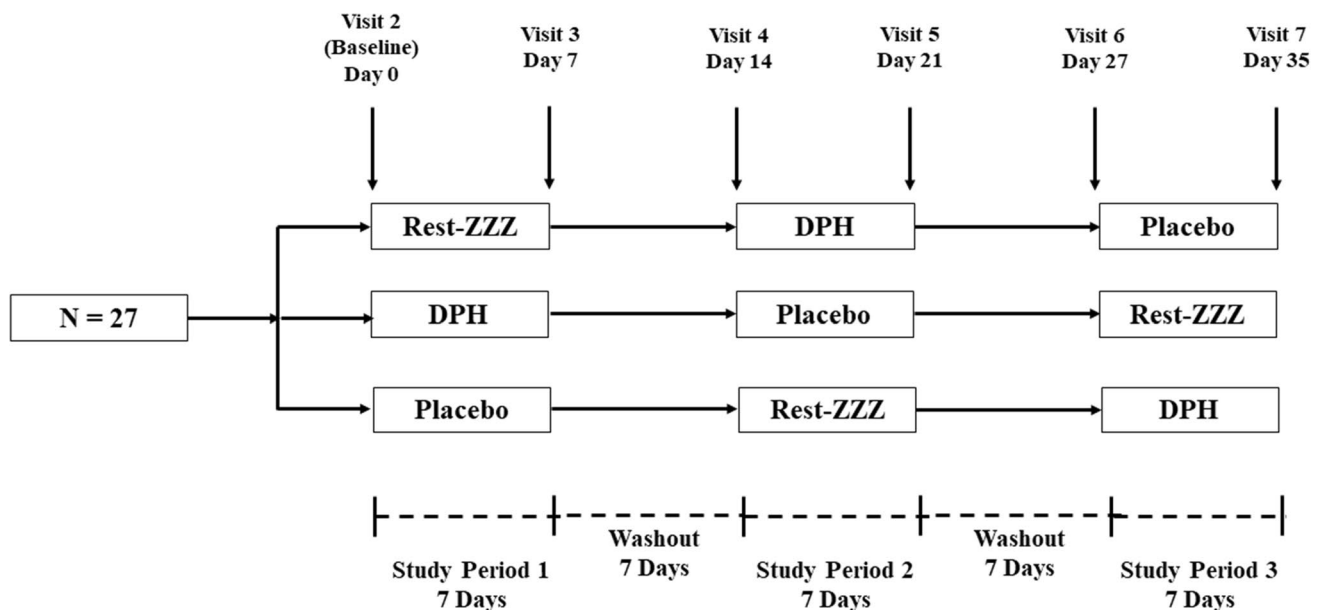 Visit 2
(Baseline)
Day 0
Visit 3
Day 7
Visit 4
Day 14
Visit 5
Day 21
Visit 6
Day 27
Visit 7
Day 35
N = 27
Rest-ZZZ
DPH
Placebo
DPH
Placebo
Rest-ZZZ
Placebo
Rest-ZZZ
DPH
Study Period 1
7 Days
Washout
7 Days
Study Period 2
7 Days
Washout
7 Days
Study Period 3
7 Days